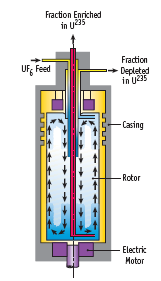 Fraction Enriched
in U235
UF6 Feed
Fraction
Depleted
in U235
Casing
Rotor
Electric
Motor